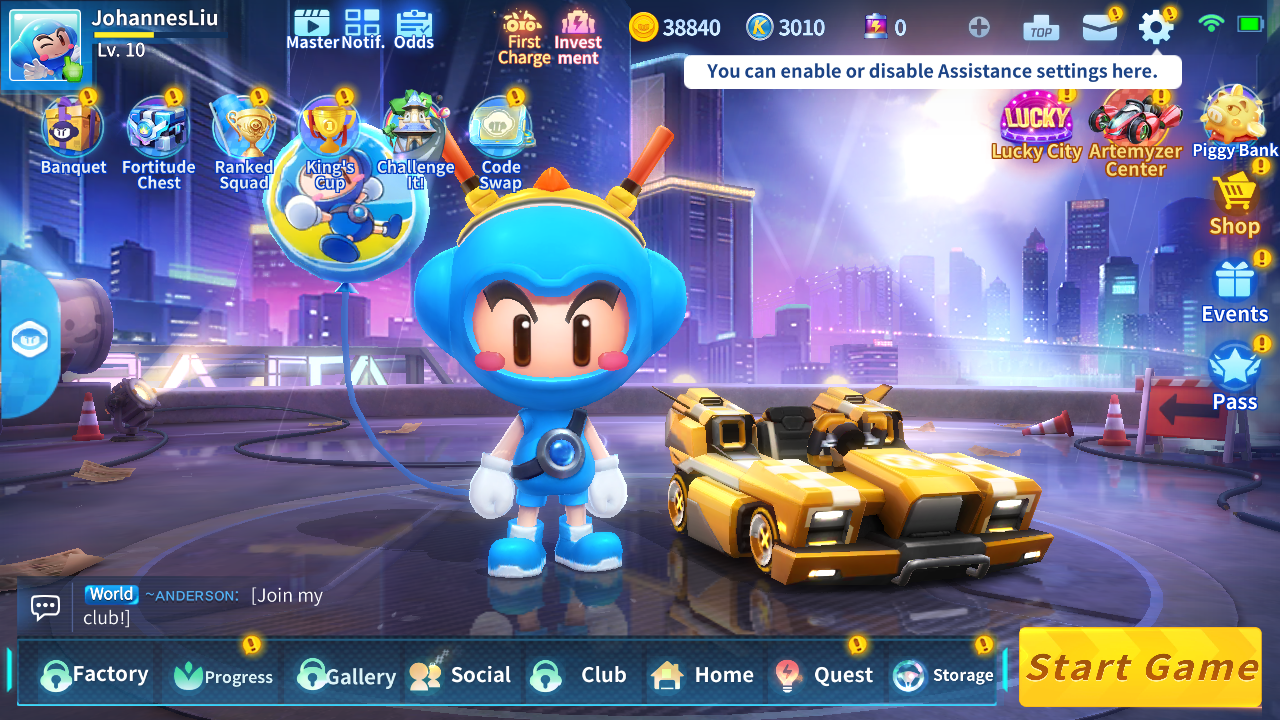 JohannesLiu
Lv. 10
Master
Notif.
Odds
First
Charge
Invest
ment
38840
K
3010
0
TOP
You can enable or disable Assistance settings here.
Banquet
Fortitude
Chest
Ranked
Squad
King's
Cup
Challenge
It!
Code
Swap
LUCKY
Lucky City
Artemyzer
Center
Piggy Bank
Shop
Events
Pass
World ~ANDERSON: [Join my
club!]
Factory
Progress
Gallery
Social
Club
Home
Quest
Storage
Start Game